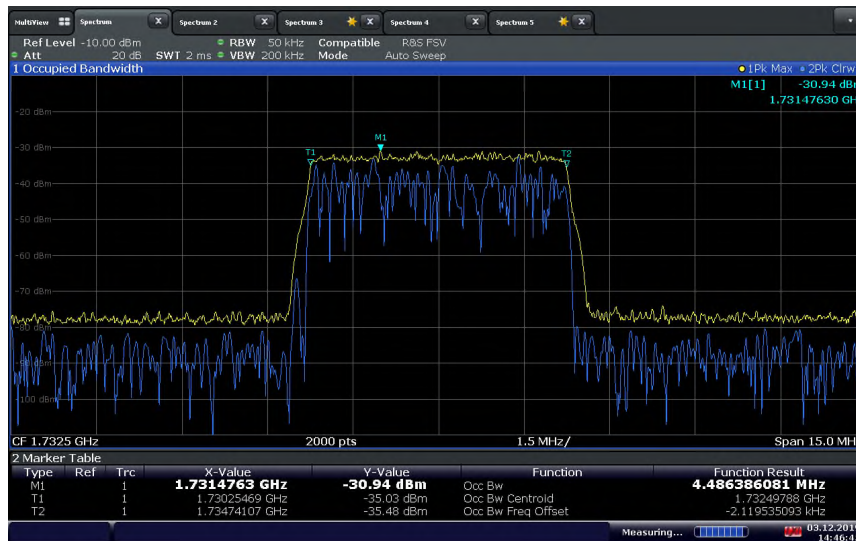 MultiView Spectrum X Spectrum 2 X Spectrum 3 X Spectrum 4 X Spectrum 5 X
Ref Level -10.00 dBm RBW 50 kHz Compatible R&S FSV
Att 20 dB SWT 2 ms VBW 200 kHz Mode Auto Sweep
1 Occupied Bandwidth 1Pk Max 2Pk Clrw
M1[1] -30.94 dBm
1.73147630 GH
-20 dBm
M1
T1 T2
-30 dBm
-40 dBm
-50 dBm
-60 dBm
-70 dBm
-80 dBm
-90 dBm
-100 dBm
CF 1.7325 GHz 2000 pts 1.5 MHz/ Span 15.0 MH
2 Marker Table
Type Ref Trc X-Value Y-Value Function Function Result
M1 1 1.7314763 GHz -30.94 dBm Occ Bw 4.486386081 MHz
T1 1 1.73025469 GHz -35.03 dBm Occ Bw Centroid 1.73249788 GHz
T2 1 1.73474107 GHz -35.48 dBm Occ Bw Freq Offset -2.119535093 kHz
Measuring... 03.12.201
14:46:4